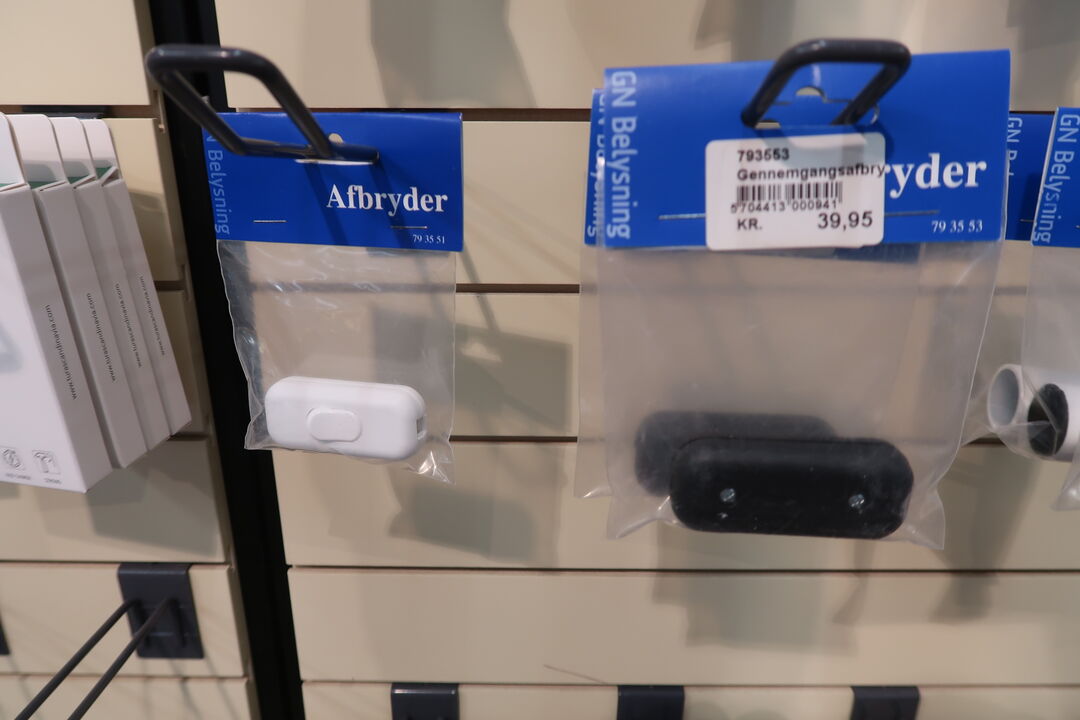 GN Belysning
Afbryder
79 35 51
GN Belysning
793553
Gennemgangsafbry
5704413 000941
KR. 39,95
ryder
79 35 53
GN
GN Belysning